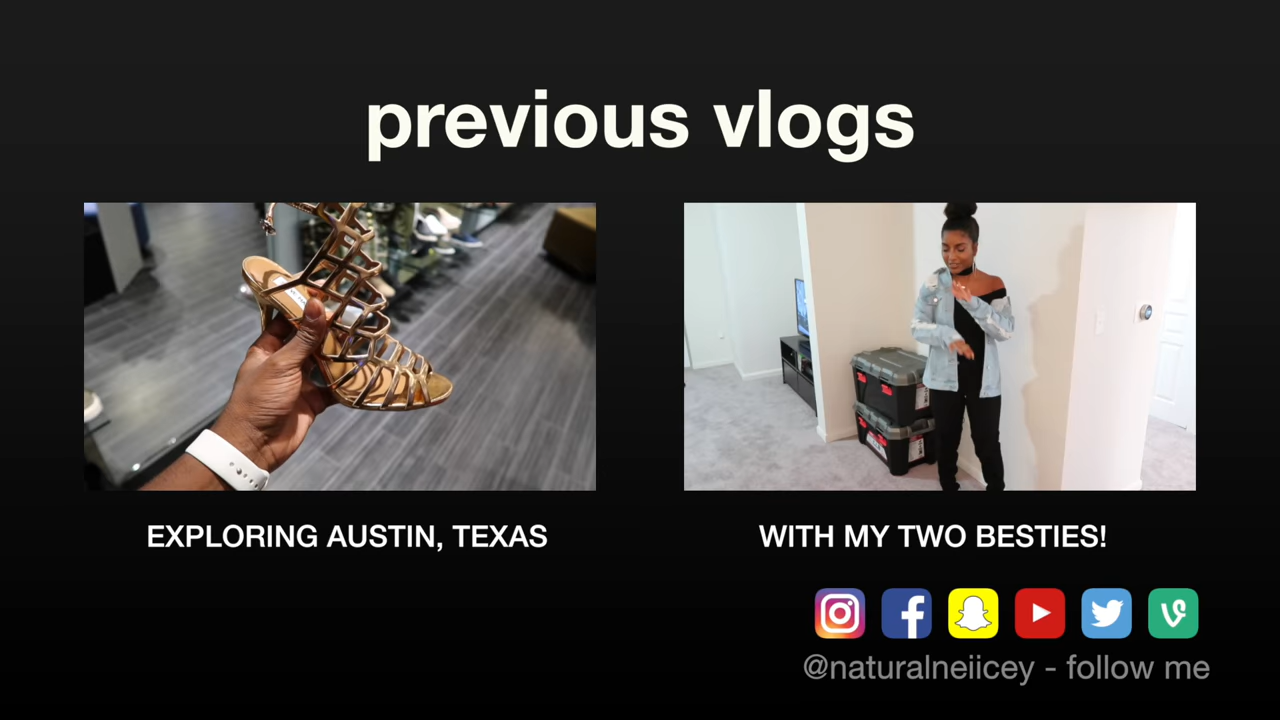 previous vlogs
EXPLORING AUSTIN, TEXAS
WITH MY TWO BESTIES!
@naturalneiicey - follow me